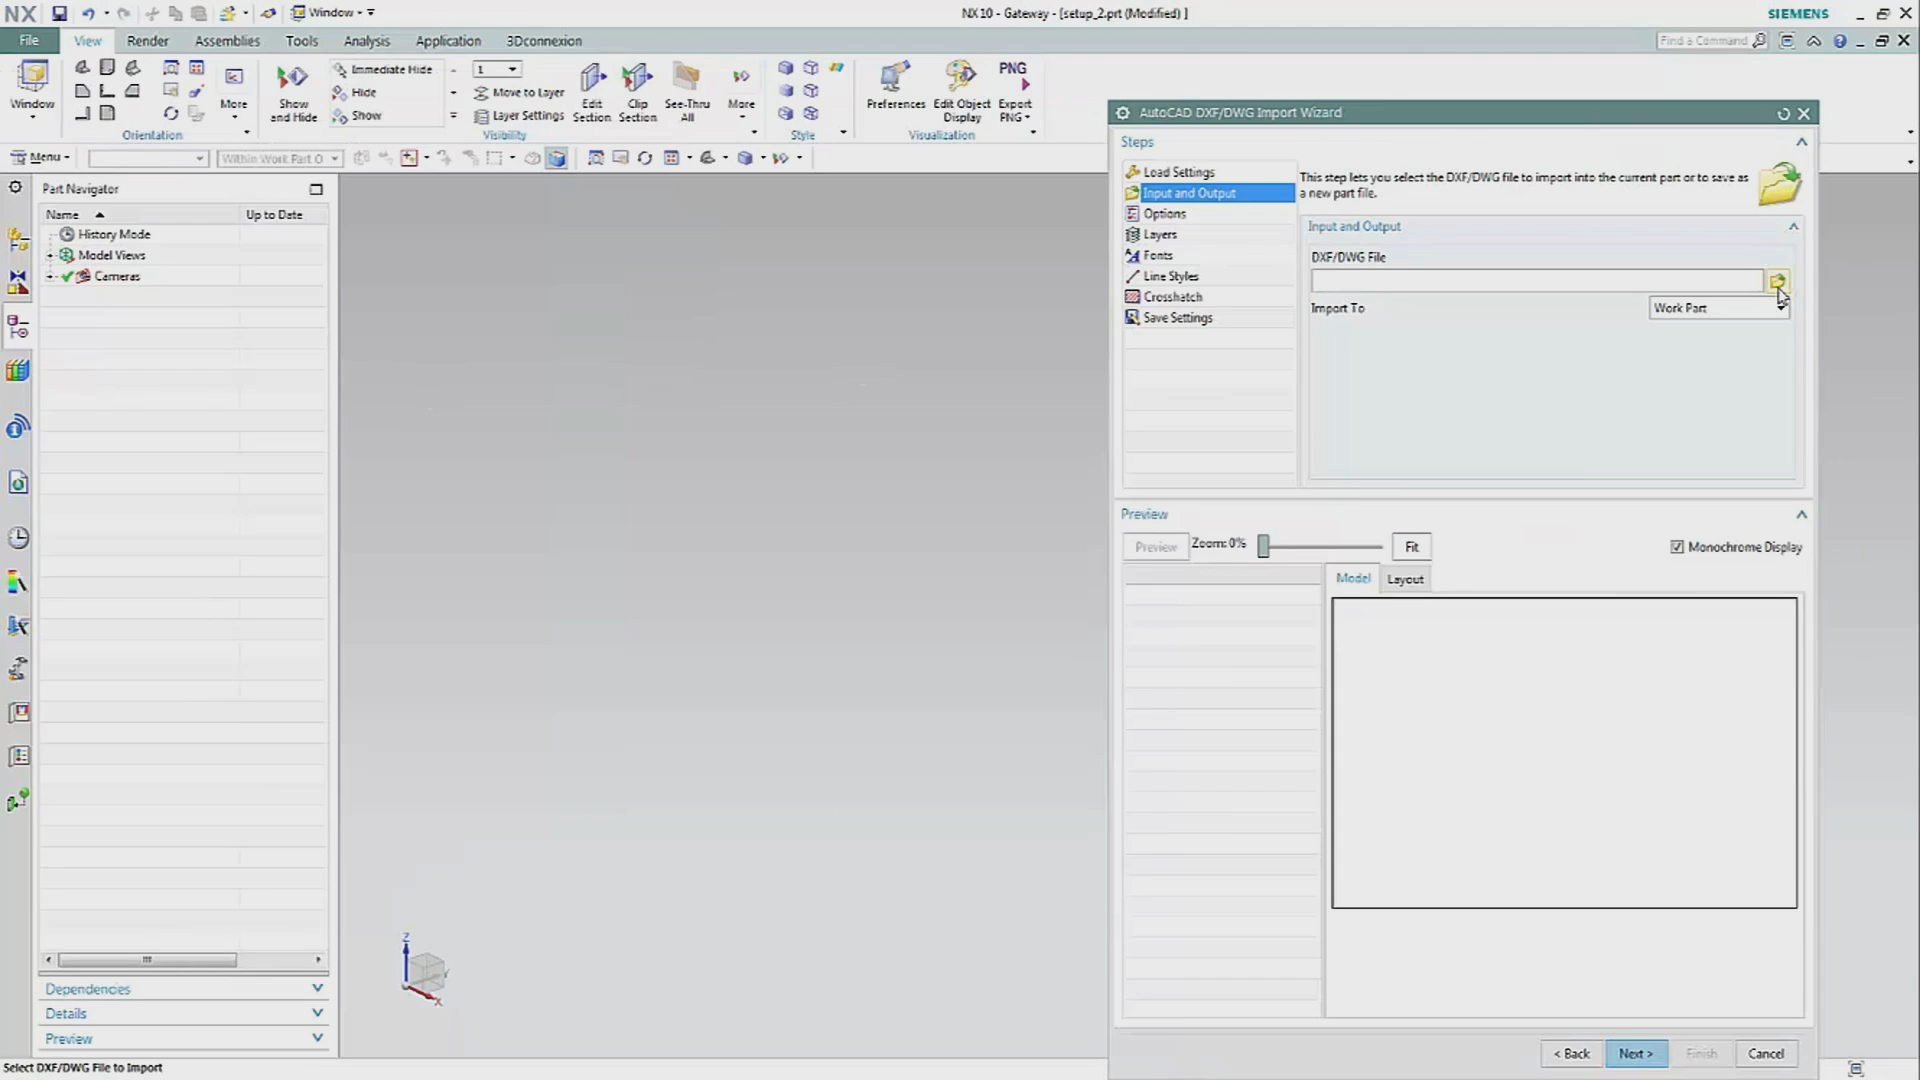 NX
Window
NX 10 - Gateway - [setup_2.prt (Modified) ]
SIEMENS
File
View
Render
Assemblies
Tools
Analysis
Application
3Dconnexion
Find a Command
Window
More
Orientation
Show
and Hide
Immediate Hide
Hide
Show
1
Move to Layer
Layer Settings
Visibility
Edit
Section
Clip
Section
See-Thru
All
More
Style
Preferences
Edit Object
Display
PNG
Export
PNG
Visualization
Menu
Within Work Part O
Part Navigator
Name
Up to Date
History Mode
Model Views
Cameras
Dependencies
Details
Preview
Z
Y
X
Select DXF/DWG File to Import
AutoCAD DXF/DWG Import Wizard
Steps
Load Settings
Input and Output
Options
Layers
Fonts
Line Styles
Crosshatch
Save Settings
This step lets you select the DXF/DWG file to import into the current part or to save as
a new part file.
Input and Output
DXF/DWG File
Import To
Work Part
Preview
Preview
Zoom: 0%
Fit
Monochrome Display
Model
Layout
< Back
Next >
Finish
Cancel